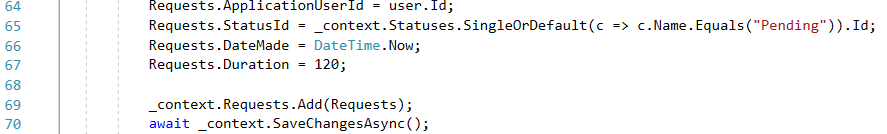 64 Requests.ApplicationUserId = user.Id;
65 Requests.StatusId = _context.Statuses.SingleOrDefault(c => c.Name.Equals("Pending")).Id;
66 Requests.DateMade = DateTime.Now;
67 Requests.Duration = 120;
68
69 _context.Requests.Add(Requests);
70 await _context.SaveChangesAsync();